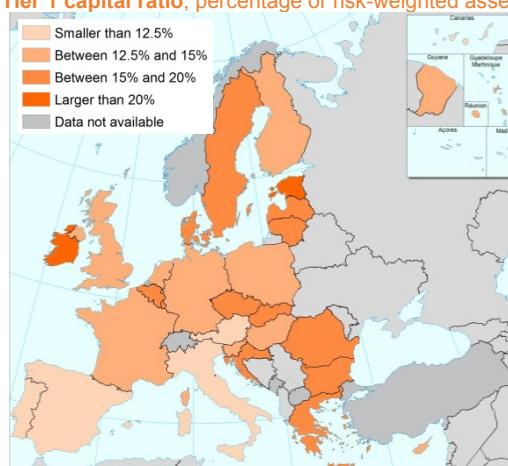 Tier 1 capital ratio, percentage of risk-weighted asse
Smaller than 12.5%
Between 12.5% and 15%
Between 15% and 20%
Larger than 20%
Data not available
Canarias
Guyane
Guadeloupe
Martinique
Réunion
Açores
Mad